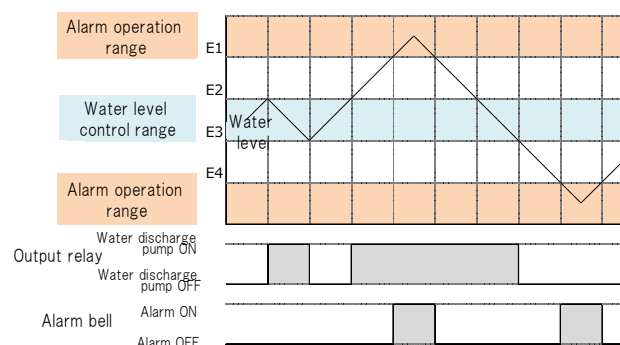 Alarm operation
range
E1
E2
Water level
control range
E3
Water
level
E4
Alarm operation
range
Output relay
Water discharge
pump ON
Water discharge
pump OFF
Alarm bell
Alarm ON
Alarm OFF